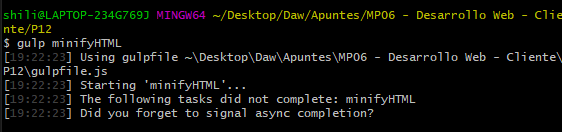 shili@LAPTOP-234G769J MINGW64 ~/Desktop/Daw/Apuntes/MP06 - Desarrollo Web - Clie
nte/P12
$ gulp minifyHTML
[19:22:23] Using gulpfile ~\Desktop\Daw\Apuntes\MP06 - Desarrollo Web - Cliente\
P12\gulpfile.js
[19:22:23] Starting 'minifyHTML'...
[19:22:23] The following tasks did not complete: minifyHTML
[19:22:23] Did you forget to signal async completion?